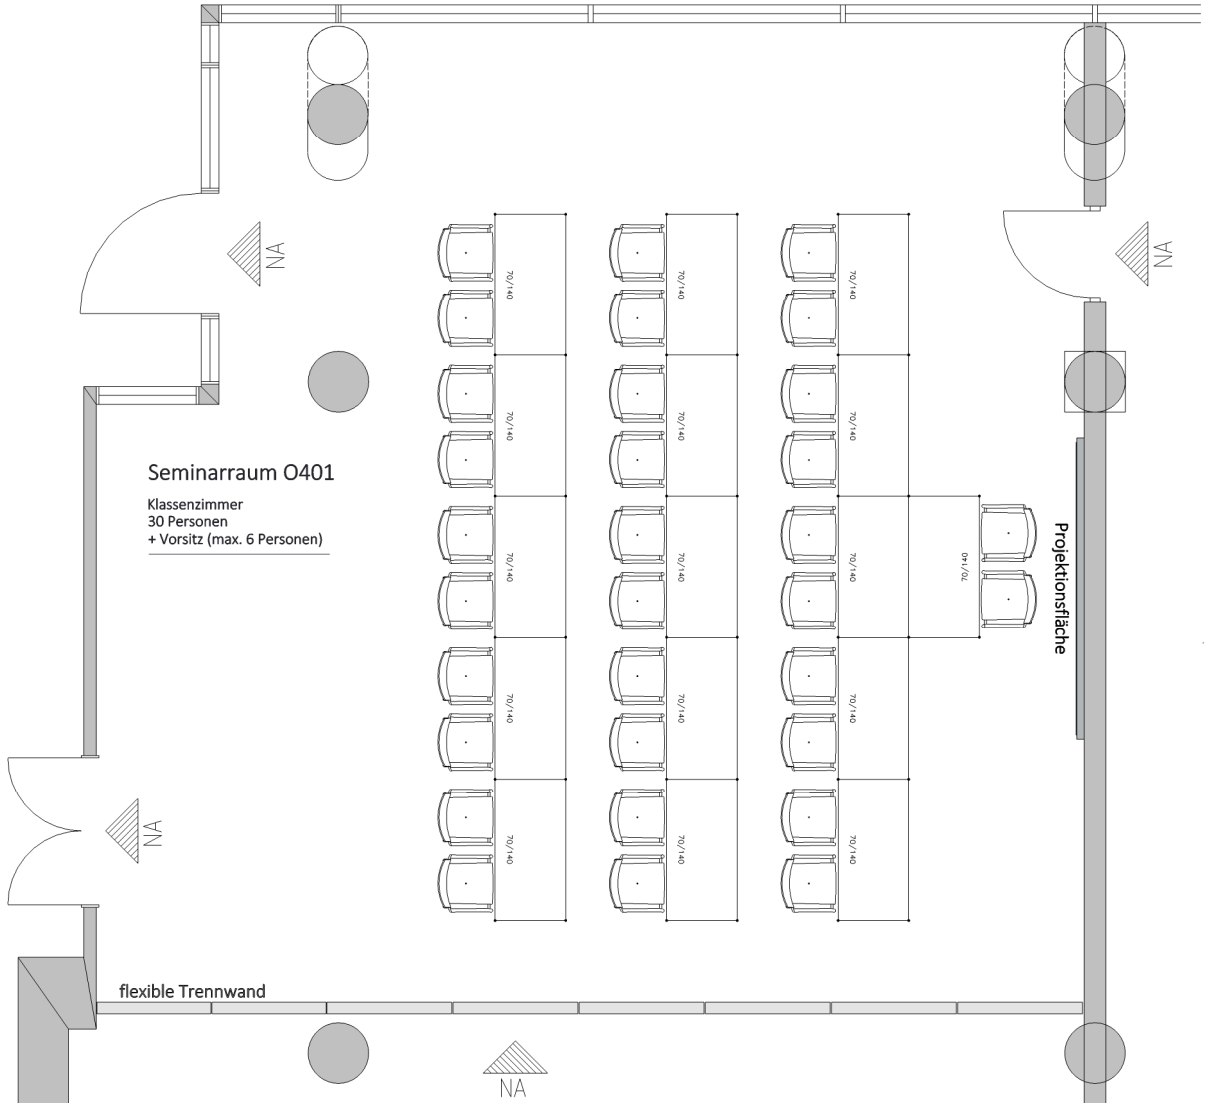 NA
NA
70/140
70/140
70/140
70/140
70/140
70/140
Seminarraum O401
Klassenzimmer
30 Personen
+ Vorsitz (max. 6 Personen)
70/140
70/140
70/140
70/140
Projektionsfläche
70/140
70/140
70/140
NA
70/140
70/140
70/140
flexible Trennwand
NA